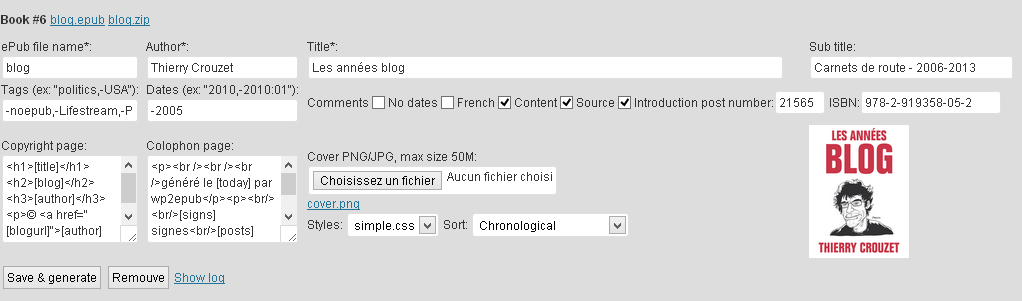 Book #6 blog.epub blog.zip
ePub file name*: Author*: Title*: Sub title:
blog Thierry Crouzet Les années blog Carnets de route - 2006-2013
Tags (ex: "politics,-USA"): Dates (ex: "2010,-2010:01"):
-noepub,-Lifestream,-P -2005
Comments No dates French Content Source Introduction post number: 21565 ISBN: 978-2-919358-05-2
Copyright page: Colophon page:
<h1>[title]</h1>
<h2>[blog]</h2>
<h3>[author]</h3>
<p>© <a href="
[blogurl]">[author]
<p><br /><br /><br
/>généré le [today] par
wp2epub</p><p><br/>
<br/>[signs]
signes<br/>[posts]
Cover PNG/JPG, max size 50M:
Choisissez un fichier Aucun fichier choisi
cover.png
Styles: simple.css Sort: Chronological
LES ANNÉES
BLOG
THIERRY CROUZET
Save & generate Remouve Show log